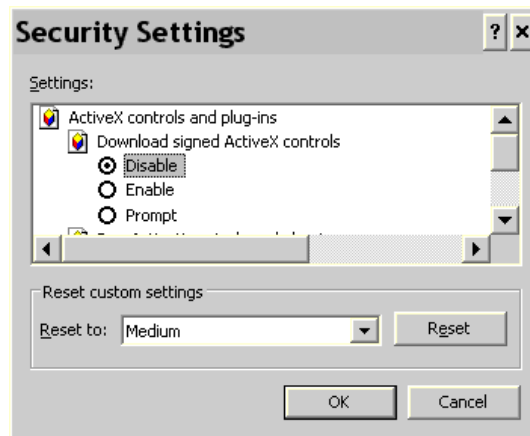 Security Settings
Settings:
ActiveX controls and plug-ins
Download signed ActiveX controls
Disable
Enable
Prompt
Reset custom settings
Reset to: Medium Reset
OK Cancel